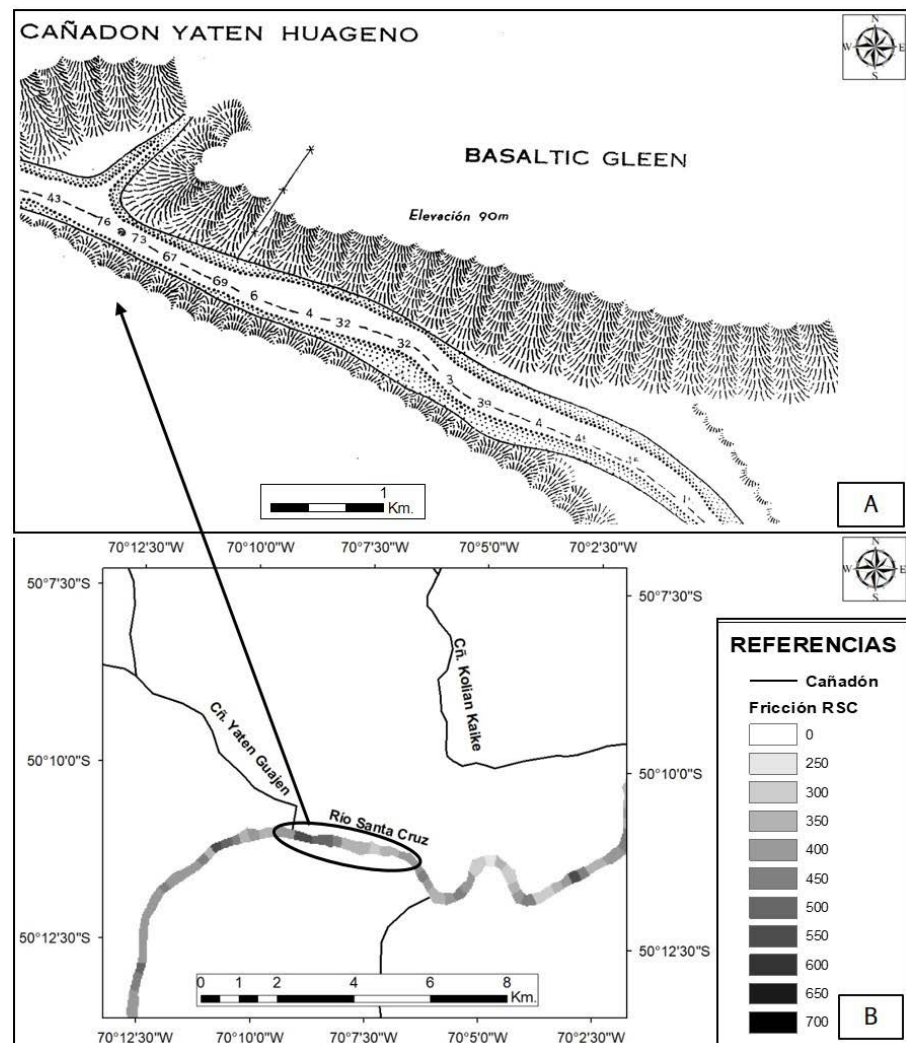 CAÑADON YATEN HUAGENO
N
W E
S
BASALTIC GLEEN
Elevación 90m
43
76
73
67
69
6
4
32
32
3
39
4
1
Km.
A
70°12'30"W 70°10'0"W 70°7'30"W 70°5'0"W 70°2'30"W
N
W E
S
50°7'30"S 50°7'30"S
Cñ. Kolian Kaike
Cñ. Yaten Guajen
50°10'0"S 50°10'0"S
Río Santa Cruz
50°12'30"S 50°12'30"S
0 1 2 4 6 8
Km.
70°12'30"W 70°10'0"W 70°7'30"W 70°5'0"W 70°2'30"W
REFERENCIAS
Cañadón
Fricción RSC
0
250
300
350
400
450
500
550
600
650
700
B